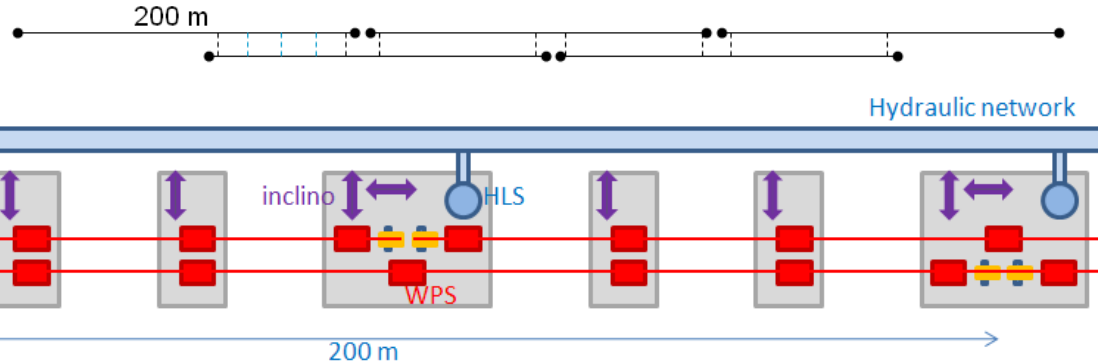 200 m
Hydraulic network
inclino
HLS
WPS
200 m